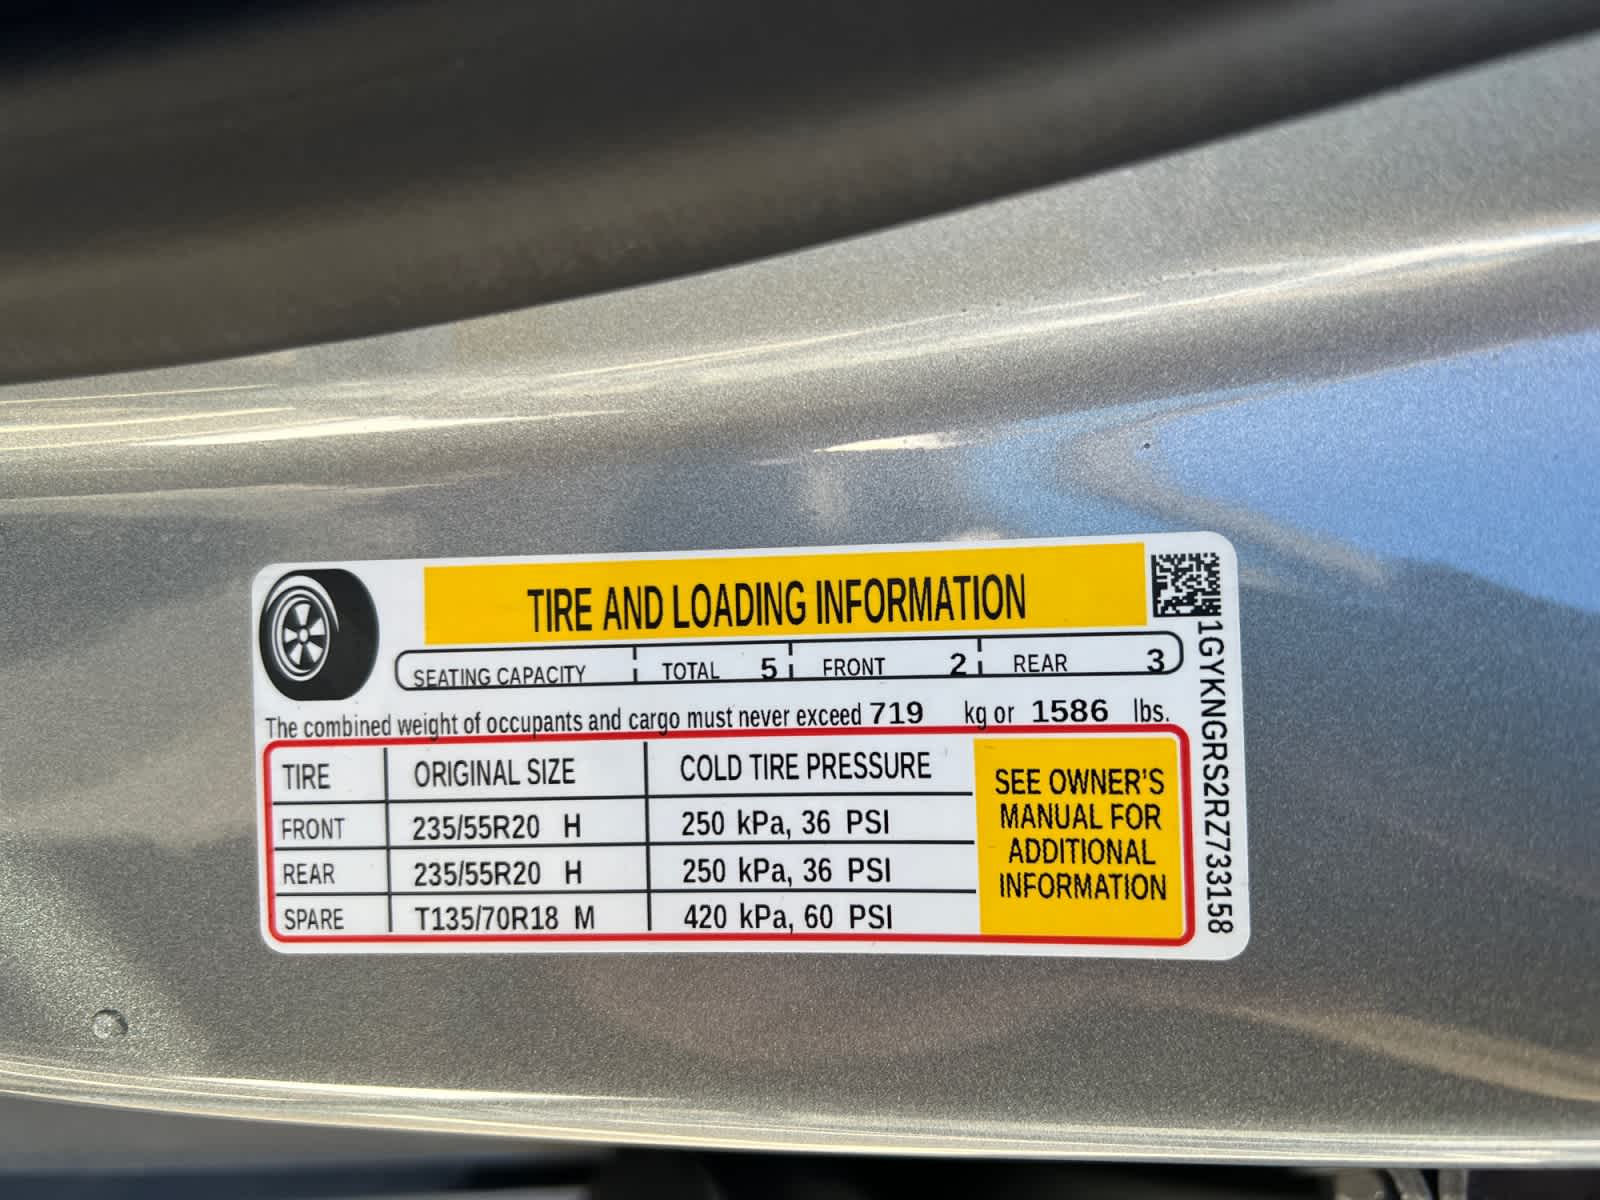 TIRE AND LOADING INFORMATION
SEATING CAPACITY TOTAL 5 FRONT 2 REAR 3
The combined weight of occupants and cargo must never exceed 719 kg or 1586 lbs.
TIRE ORIGINAL SIZE COLD TIRE PRESSURE
FRONT 235/55R20 H 250 kPa, 36 PSI
REAR 235/55R20 H 250 kPa, 36 PSI
SPARE T135/70R18 M 420 kPa, 60 PSI
SEE OWNER'S
MANUAL FOR
ADDITIONAL
INFORMATION
1GYKNGRS2RZ733158